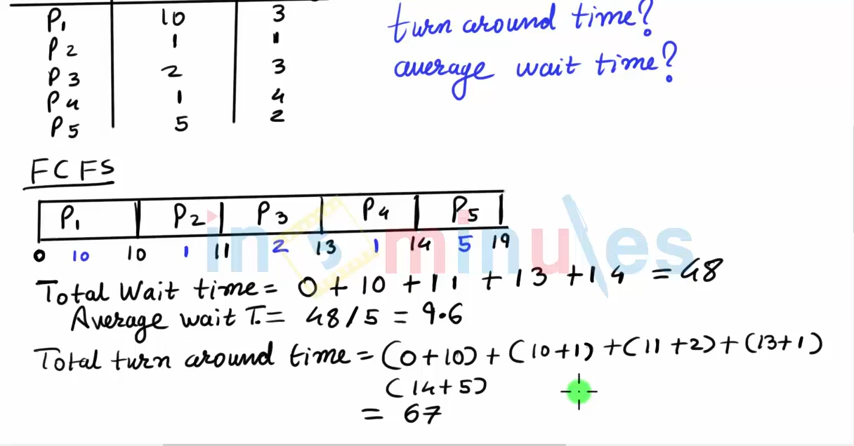 P1 10 3
P2 1 1
P3 2 3
P4 1 4
P5 5 2
turn around time?
average wait time?
FCFS
P1 P2 P3 P4 P5
0 10 10 1 11 2 13 1 14 5 19
in 3 minutes
Total Wait time = 0 + 10 + 11 + 13 + 14 = 48
Average wait T. = 48/5 = 9.6
Total turn around time = (0+10) + (10+1) + (11+2) + (13+1)
(14+5)
= 67